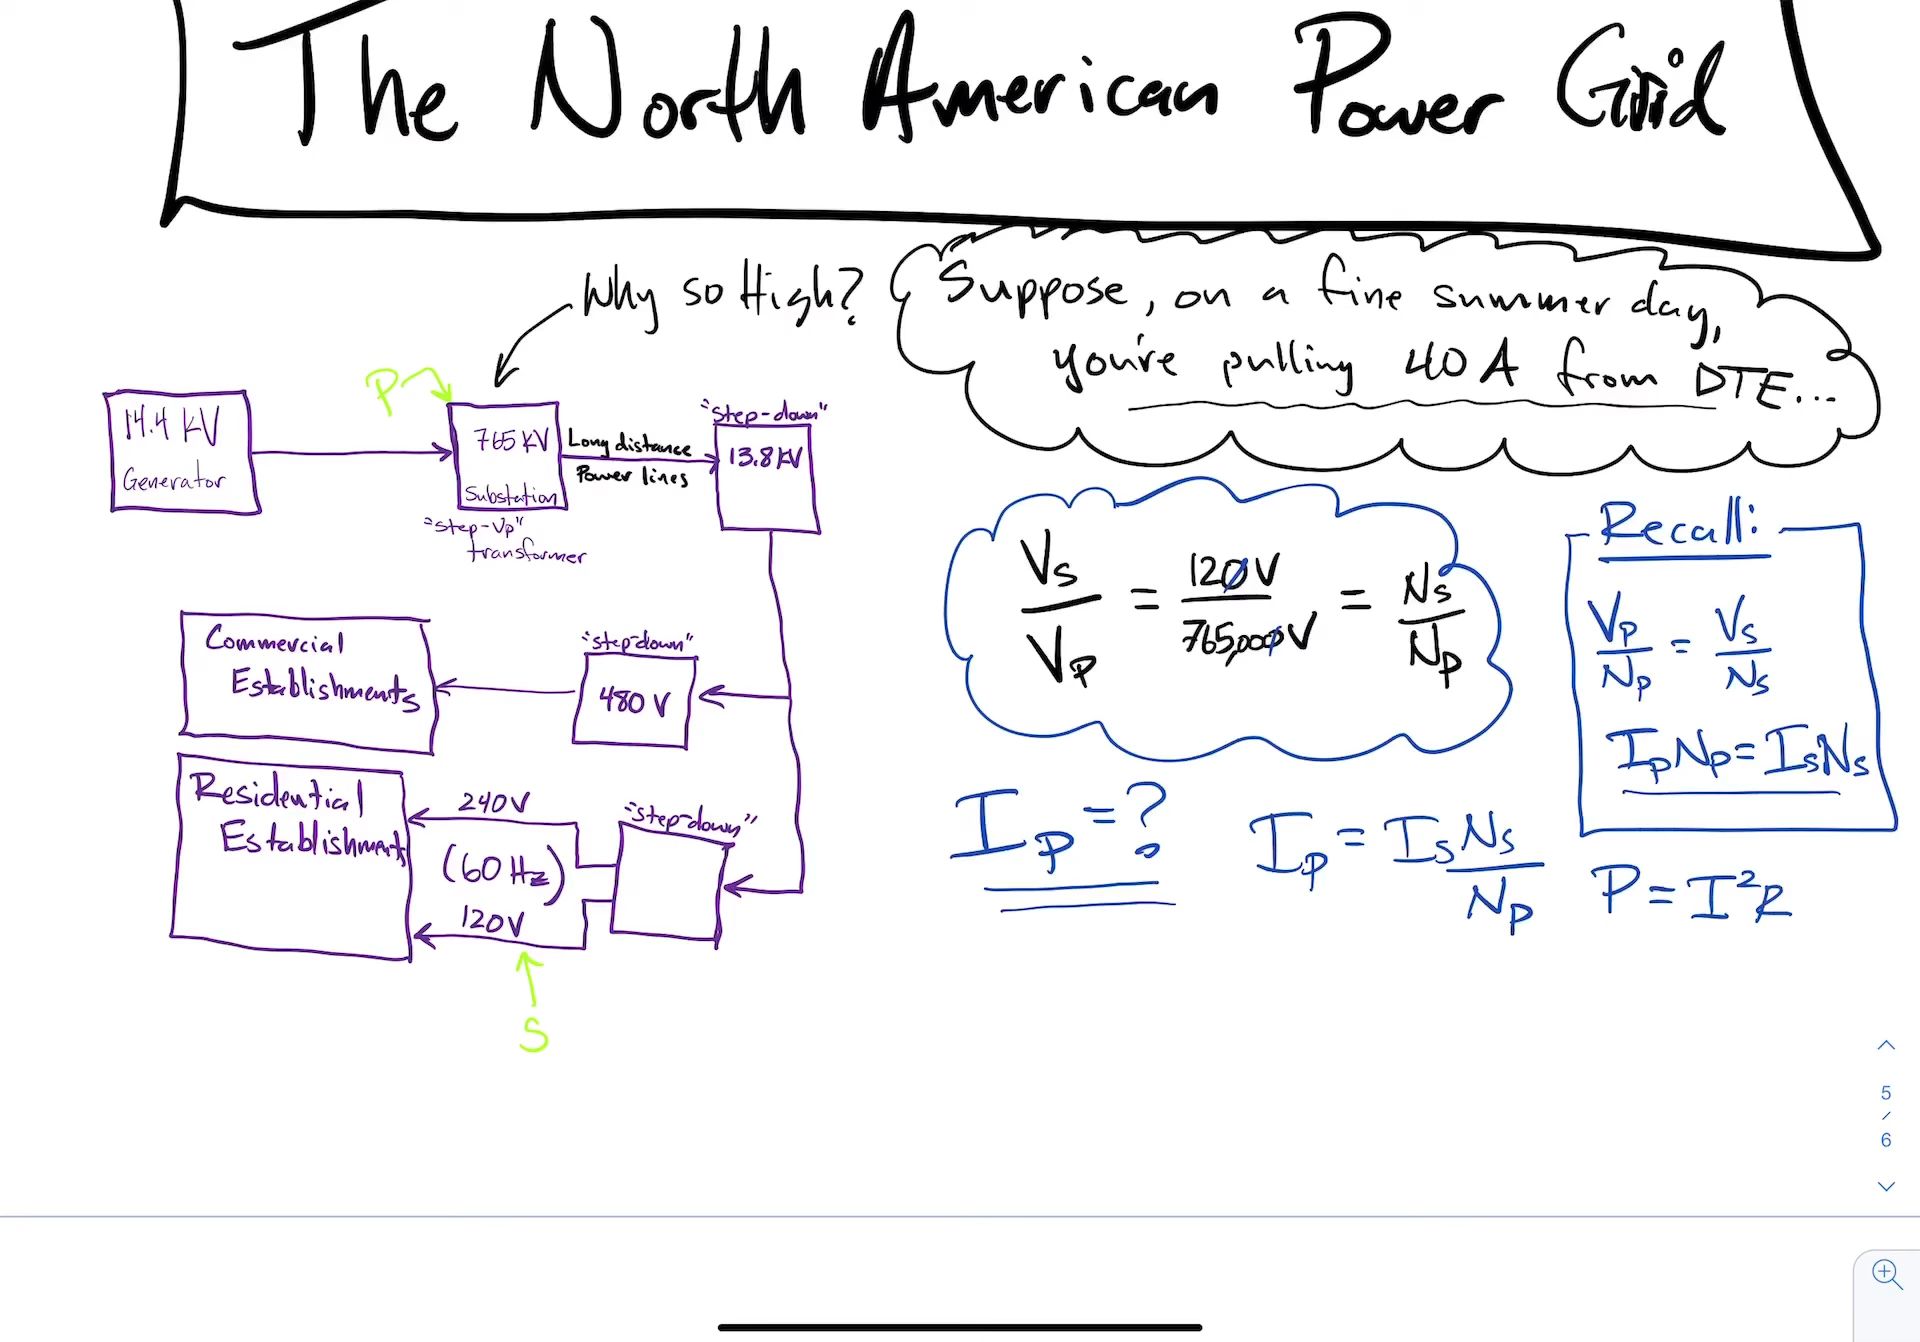 The North American Power Grid
Why so High?
Suppose, on a fine summer day,
you're pulling 40 A from DTE...
P
14.4 kV
Generator
765 kV
Substation
"step-Up"
transformer
Long distance
Power lines
"step-down"
13.8 kV
Commercial
Establishments
"step-down"
480 V
Residential
Establishments
240V
(60 Hz)
120V
"step-down"
S
Vs/Vp = 120V/765,000V = Ns/Np
Recall:
Vp/Np = Vs/Ns
IpNp = IsNs
Ip = ?
Ip = IsNs/Np
P = I²R
5
/
6